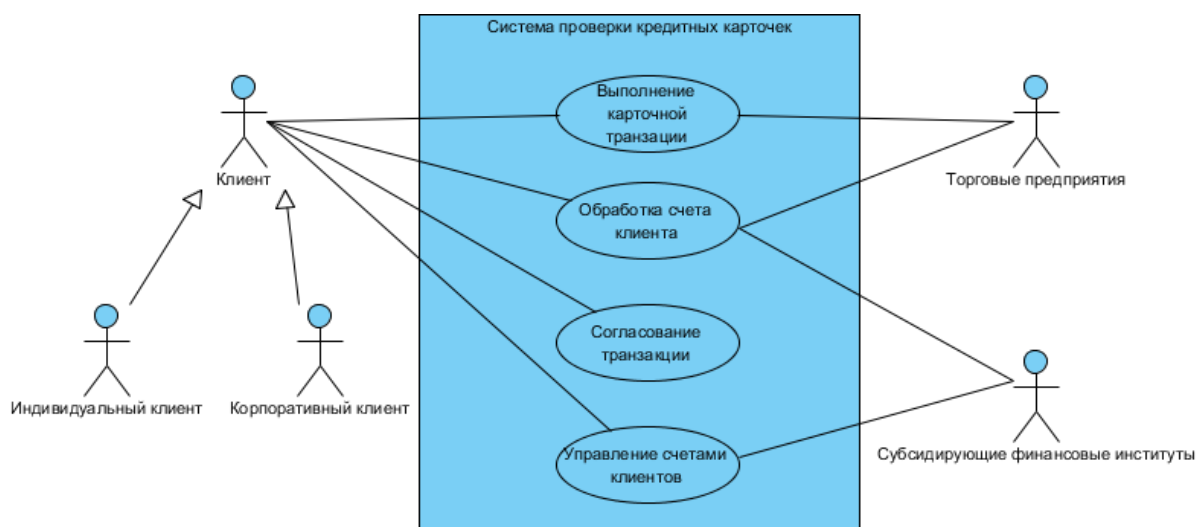 Система проверки кредитных карточек
Выполнение
карточной
транзации
Клиент
Торговые предприятия
Обработка счета
клиента
Согласование
транзакции
Индивидуальный клиент
Корпоративный клиент
Управление счетами
клиентов
Субсидирующие финансовые институты